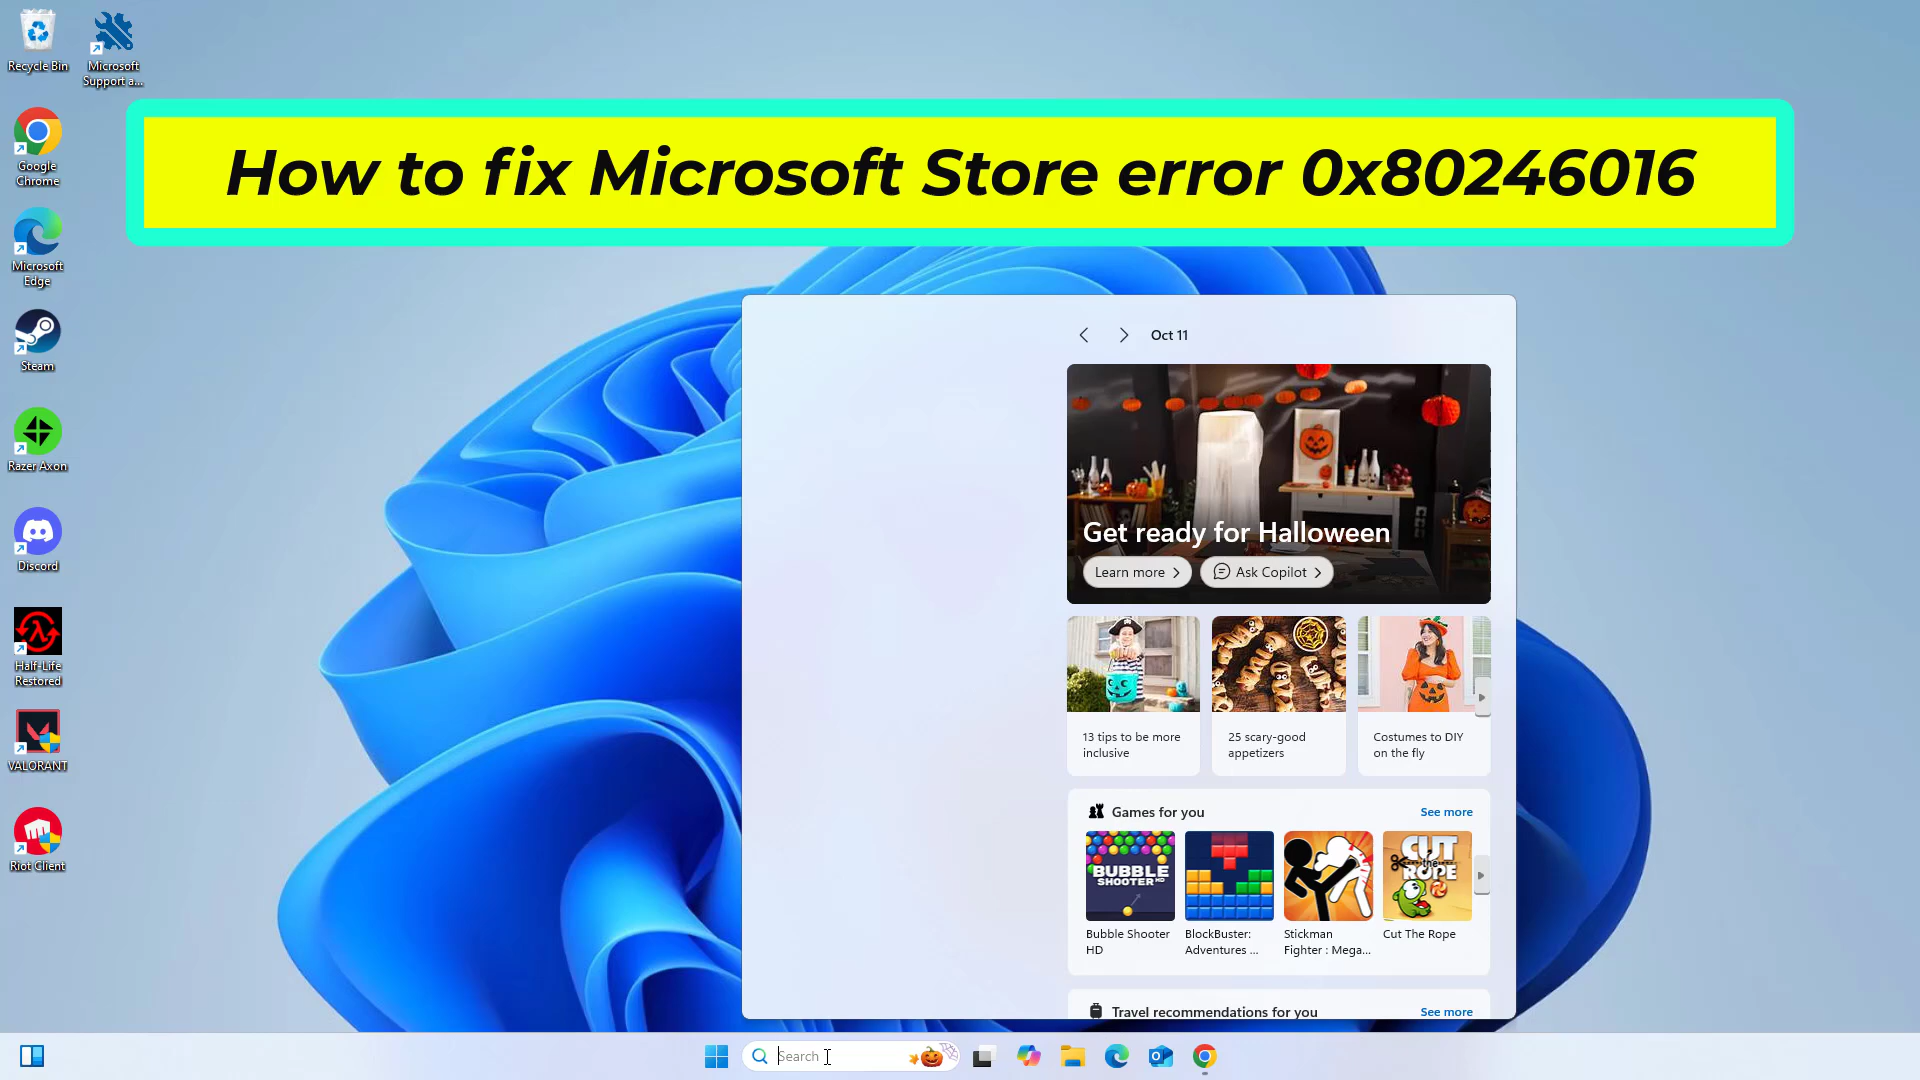 Recycle Bin
Microsoft
Support a...
Google
Chrome
Microsoft
Edge
Steam
Razer Axon
Discord
Half-Life
Restored
VALORANT
Riot Client
How to fix Microsoft Store error 0x80246016
Oct 11
Get ready for Halloween
Learn more
Ask Copilot
13 tips to be more
inclusive
25 scary-good
appetizers
Costumes to DIY
on the fly
Games for you
See more
BUBBLE
SHOOTER HD
CUT
the
ROPE
Bubble Shooter
HD
BlockBuster:
Adventures ...
Stickman
Fighter : Mega...
Cut The Rope
Travel recommendations for you
See more
Search